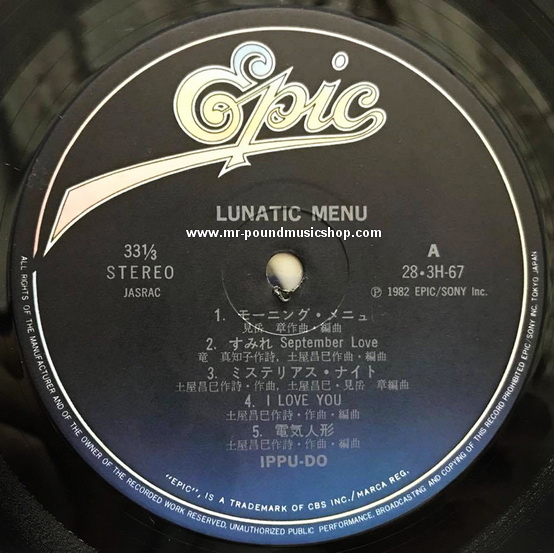 Epic
LUNATIC MENU
www.mr-poundmusicshop.com
33⅓
STEREO
JASRAC
A
28・3H-67
Ⓟ 1982 EPIC/SONY Inc.
1. モーニング・メニュ
見岳 章作曲・編曲
2. すみれ September Love
竜 真知子作詩、土屋昌巳作曲・編曲
3. ミステリアス・ナイト
土屋昌巳作詩・作曲, 土屋昌巳・見岳 章編曲
4. I LOVE YOU
土屋昌巳作詩・作曲・編曲
5. 電気人形
土屋昌巳作詩・作曲・編曲
IPPU-DO
"EPIC", IS A TRADEMARK OF CBS INC./MARCA REG.
ALL RIGHTS OF THE MANUFACTURER AND OF THE OWNER OF THE RECORDED WORK RESERVED, UNAUTHORIZED PUBLIC PERFORMANCE, BROADCASTING AND COPYING OF THIS RECORD PROHIBITED EPIC/SONY INC. TOKYO JAPAN